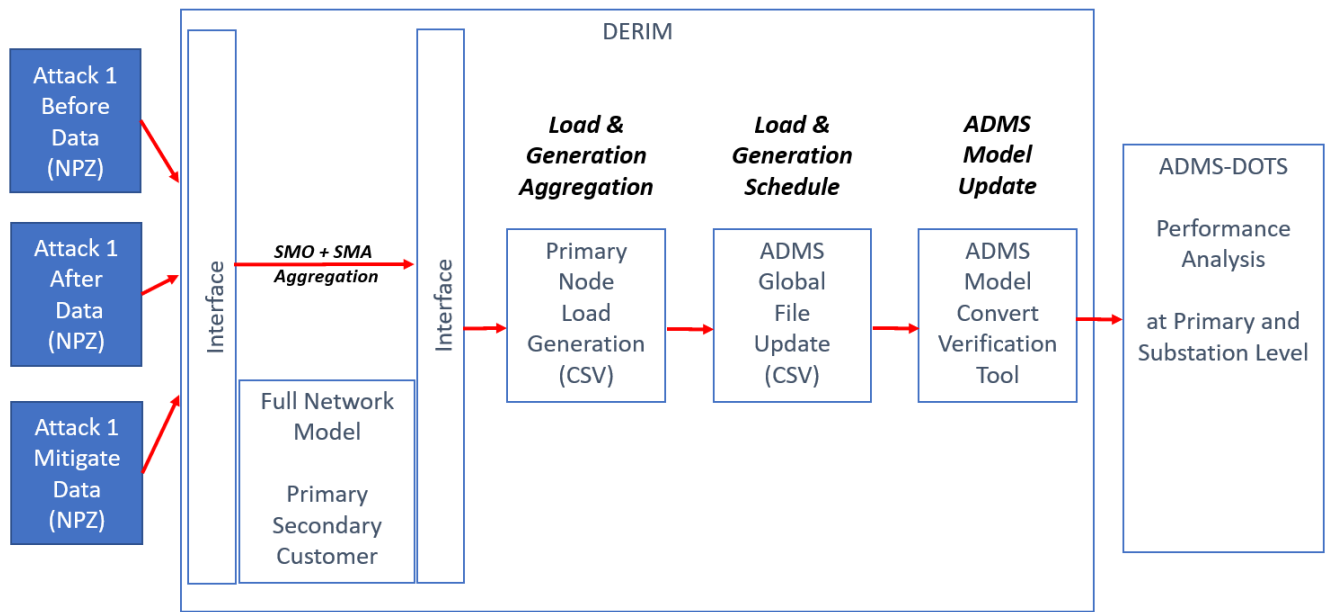 DERIM
Attack 1
Before
Data
(NPZ)
Attack 1
After
Data
(NPZ)
Attack 1
Mitigate
Data
(NPZ)
Interface
SMO + SMA
Aggregation
Full Network
Model
Primary
Secondary
Customer
Interface
Load &
Generation
Aggregation
Primary
Node
Load
Generation
(CSV)
Load &
Generation
Schedule
ADMS
Global
File
Update
(CSV)
ADMS
Model
Update
ADMS
Model
Convert
Verification
Tool
ADMS-DOTS
Performance
Analysis
at Primary and
Substation Level